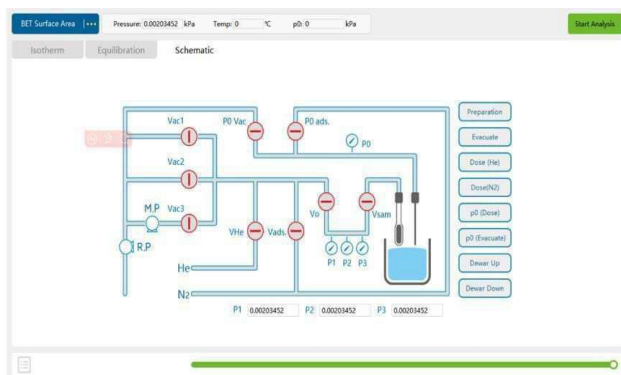 BET Surface Area
Pressure: 0.00203452 kPa Temp: 0 ℃ p0: 0 kPa
Start Analysis
Isotherm Equilibration Schematic
Vac1 P0 Vac P0 ads.
P0
Vac2
M.P Vac3
Vo Vsam
R.P
VHe Vads.
P1 P2 P3
He
N2
P1 0.00203452 P2 0.00203452 P3 0.00203452
Preparation
Evacuate
Dose (He)
Dose(N2)
p0 (Dose)
p0 (Evacuate)
Dewar Up
Dewar Down